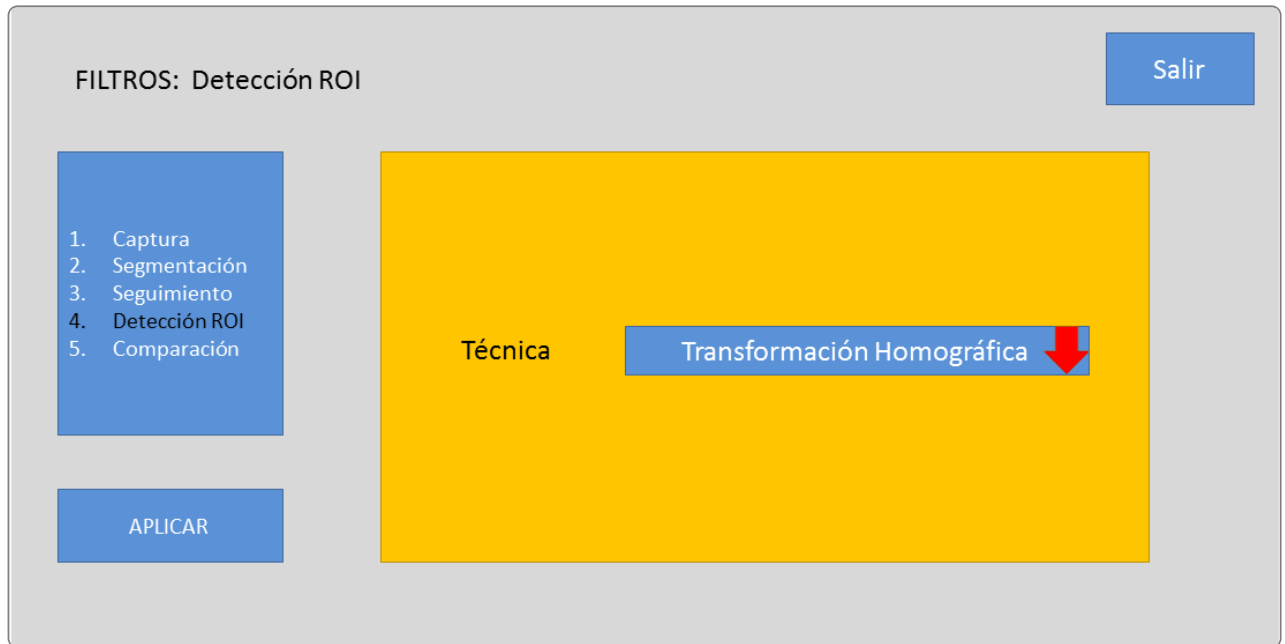 FILTROS: Detección ROI
Salir
1. Captura
2. Segmentación
3. Seguimiento
4. Detección ROI
5. Comparación
Técnica
Transformación Homográfica
APLICAR